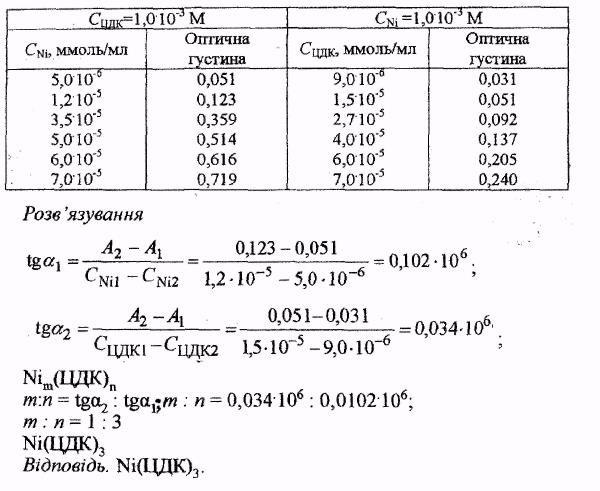 C_ЦДК=1,0·10⁻³ М C_Ni=1,0·10⁻³ М
C_Ni, ммоль/мл Оптична густина C_ЦДК, ммоль/мл Оптична густина
5,0·10⁻⁶ 0,051 9,0·10⁻⁶ 0,031
1,2·10⁻⁵ 0,123 1,5·10⁻⁵ 0,051
3,5·10⁻⁵ 0,359 2,7·10⁻⁵ 0,092
5,0·10⁻⁵ 0,514 4,0·10⁻⁵ 0,137
6,0·10⁻⁵ 0,616 6,0·10⁻⁵ 0,205
7,0·10⁻⁵ 0,719 7,0·10⁻⁵ 0,240
Розв’язування
tgα₁ = (A₂ − A₁)/(C_Ni1 − C_Ni2) = (0,123 − 0,051)/(1,2·10⁻⁵ − 5,0·10⁻⁶) = 0,102·10⁶;
tgα₂ = (A₂ − A₁)/(C_ЦДК1 − C_ЦДК2) = (0,051−0,031)/(1,5·10⁻⁵ − 9,0·10⁻⁶) = 0,034·10⁶;
Ni_m(ЦДК)_n
m:n = tgα₂ : tgα₁; m : n = 0,034·10⁶ : 0,0102·10⁶;
m : n = 1 : 3
Ni(ЦДК)₃
Відповідь. Ni(ЦДК)₃.